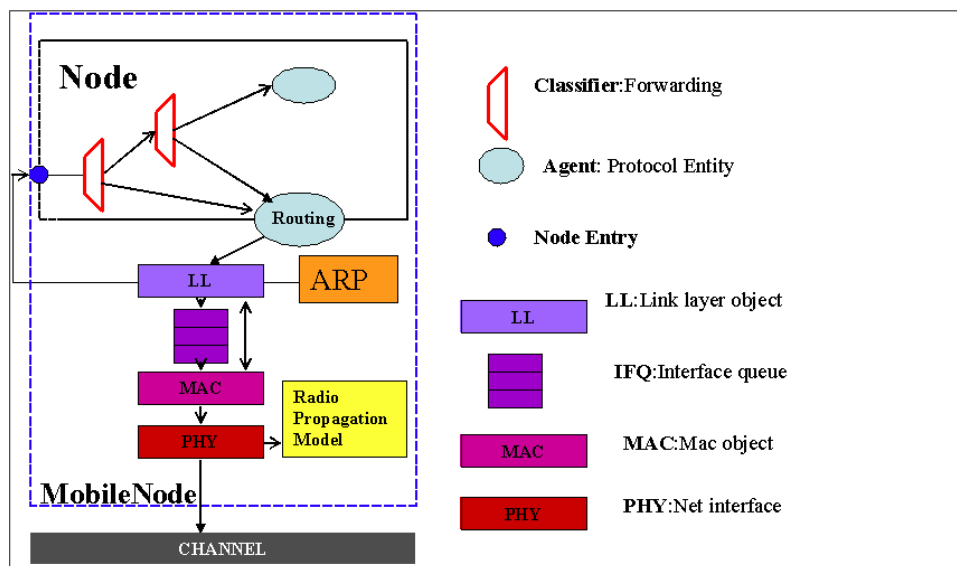 Node
Classifier:Forwarding
Agent: Protocol Entity
Routing
Node Entry
LL
ARP
LL:Link layer object
LL
IFQ:Interface queue
MAC
Radio
Propagation
Model
PHY
MAC:Mac object
MAC
MobileNode
PHY:Net interface
PHY
CHANNEL